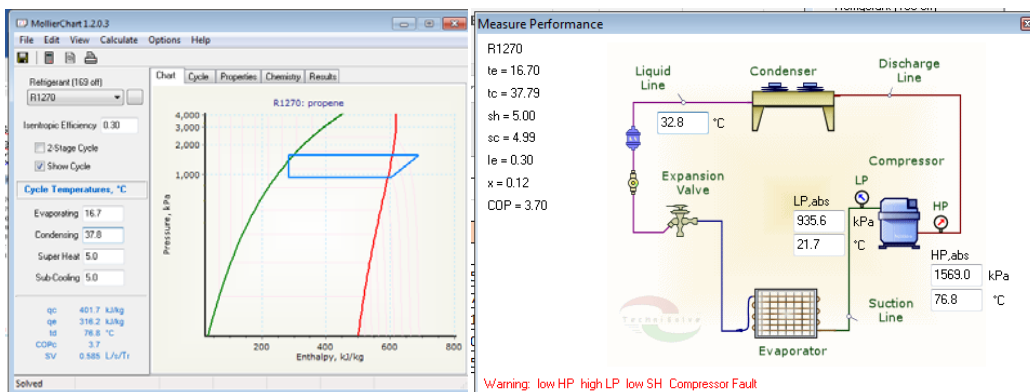 MollierChart 1.2.0.3
File Edit View Calculate Options Help
Refrigerant (169 off)
R1270
Isentropic Efficiency 0.30
2-Stage Cycle
Show Cycle
Cycle Temperatures, °C
Evaporating 16.7
Condensing 37.8
Super Heat 5.0
Sub-Cooling 5.0
qc 401.7 kJ/kg
qe 316.2 kJ/kg
td 76.8 °C
COPc 3.7
SV 0.585 L/s/Tr
Solved
Chart Cycle Properties Chemistry Results
R1270: propene
4,000
3,000
2,000
1,000
Pressure, kPa
200 400 600 800
Enthalpy, kJ/kg
Measure Performance
R1270
te = 16.70
tc = 37.79
sh = 5.00
sc = 4.99
Ie = 0.30
x = 0.12
COP = 3.70
Liquid
Line
Condenser
Discharge
Line
32.8 °C
Expansion
Valve
Compressor
LP
HP
LP,abs
935.6 kPa
21.7 °C
HP,abs
1569.0 kPa
76.8 °C
Suction
Line
Evaporator
Warning: low HP high LP low SH Compressor Fault